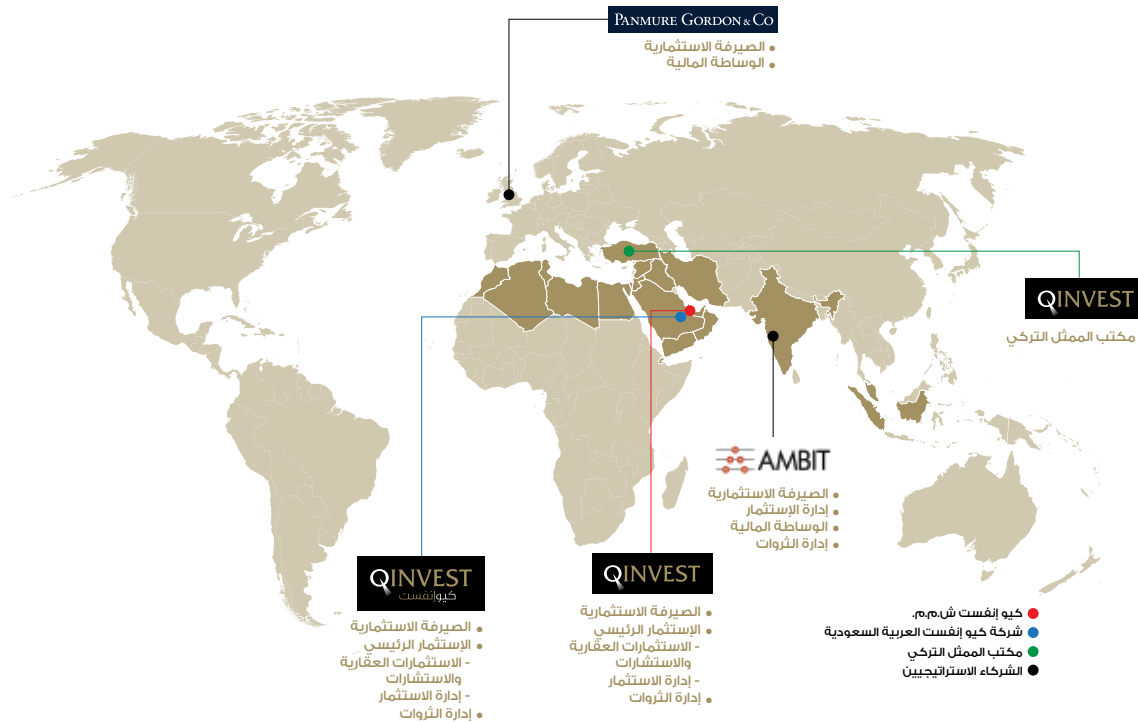 PANMURE GORDON & CO
• الصيرفة الاستثمارية
• الوساطة المالية
QINVEST
مكتب الممثل التركي
AMBIT
• الصيرفة الاستثمارية
• إدارة الإستثمار
• الوساطة المالية
• إدارة الثروات
QINVEST
• الصيرفة الاستثمارية
• الإستثمار الرئيسي
- الاستثمارات العقارية
والاستشارات
- إدارة الاستثمار
• إدارة الثروات
QINVEST
كيو إنفست
• الصيرفة الاستثمارية
• الإستثمار الرئيسي
- الاستثمارات العقارية
والاستشارات
- إدارة الاستثمار
• إدارة الثروات
كيو إنفست ش.م.م.
شركة كيو إنفست العربية السعودية
مكتب الممثل التركي
الشركاء الاستراتيجيين